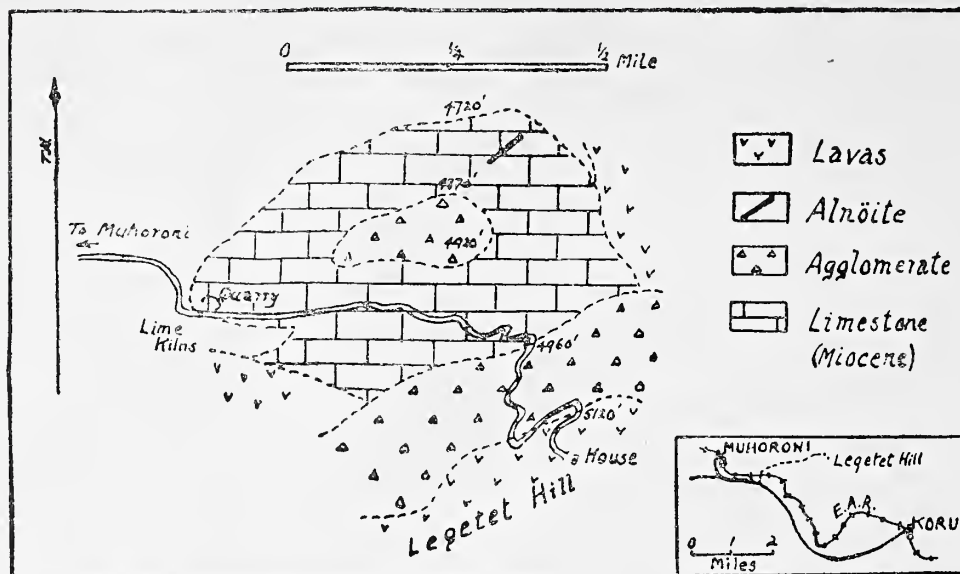 0 1/4 1/2 Mile
4720'
T.N.
Lavas
Alnöite
4870'
Agglomerate
To Muhoroni
4920'
Quarry
Limestone
(Miocene)
Lime
Kilns
4960'
5120'
House
Legetet Hill
MUHORONI
Legetet Hill
E.A.R.
KORU
0 1 2
Miles